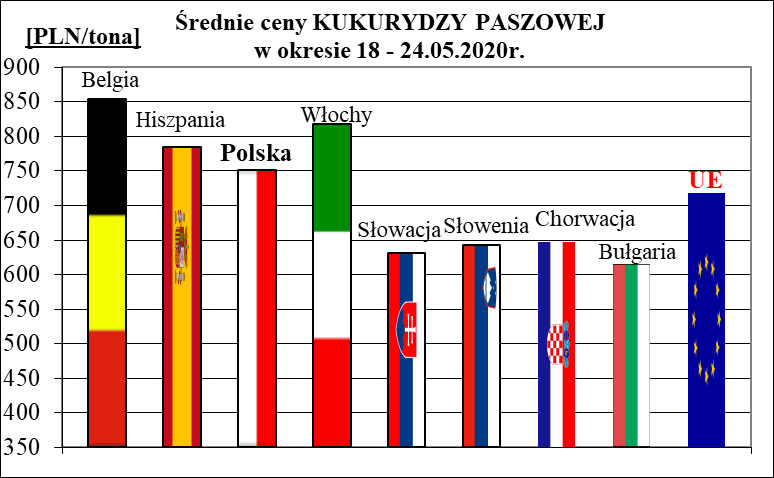 Średnie ceny KUKURYDZY PASZOWEJ
w okresie 18 - 24.05.2020r.
[PLN/tona]
900
850
800
750
700
650
600
550
500
450
400
350
Belgia
Hiszpania
Polska
Włochy
Słowacja
Słowenia
Chorwacja
Bułgaria
UE